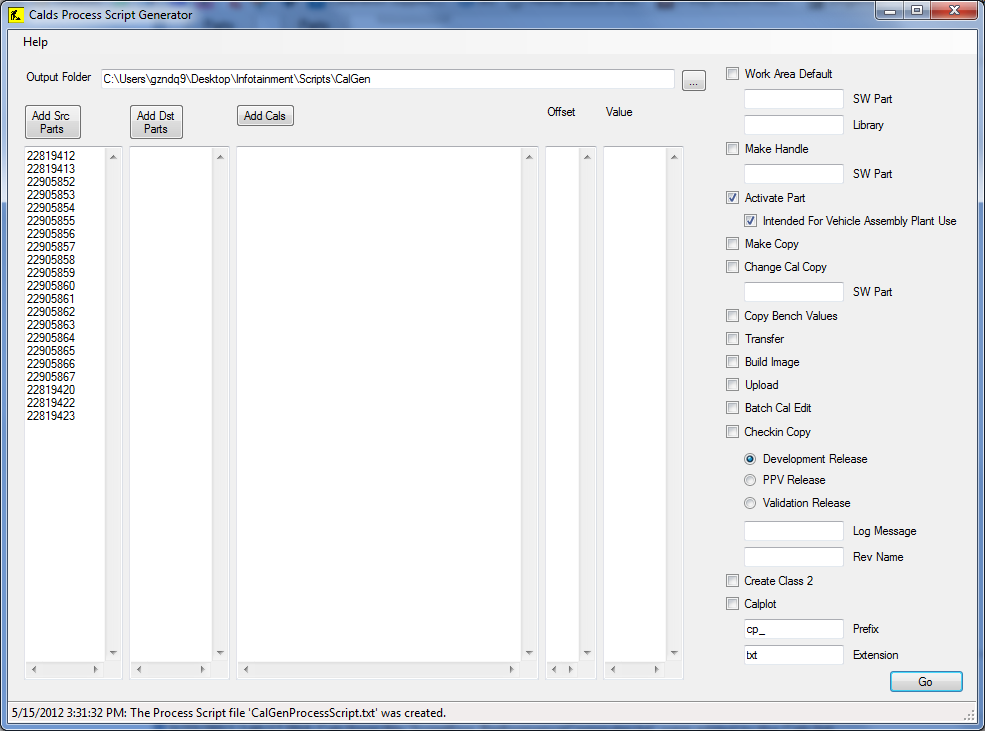 Calds Process Script Generator
Help
Output Folder
C:\Users\gzndq9\Desktop\Infotainment\Scripts\CalGen
...
Add Src Parts
Add Dst Parts
Add Cals
Offset
Value
22819412
22819413
22905852
22905853
22905854
22905855
22905856
22905857
22905858
22905859
22905860
22905861
22905862
22905863
22905864
22905865
22905866
22905867
22819420
22819422
22819423
Work Area Default
SW Part
Library
Make Handle
SW Part
Activate Part
Intended For Vehicle Assembly Plant Use
Make Copy
Change Cal Copy
SW Part
Copy Bench Values
Transfer
Build Image
Upload
Batch Cal Edit
Checkin Copy
Development Release
PPV Release
Validation Release
Log Message
Rev Name
Create Class 2
Calplot
cp_ Prefix
txt Extension
Go
5/15/2012 3:31:32 PM: The Process Script file 'CalGenProcessScript.txt' was created.